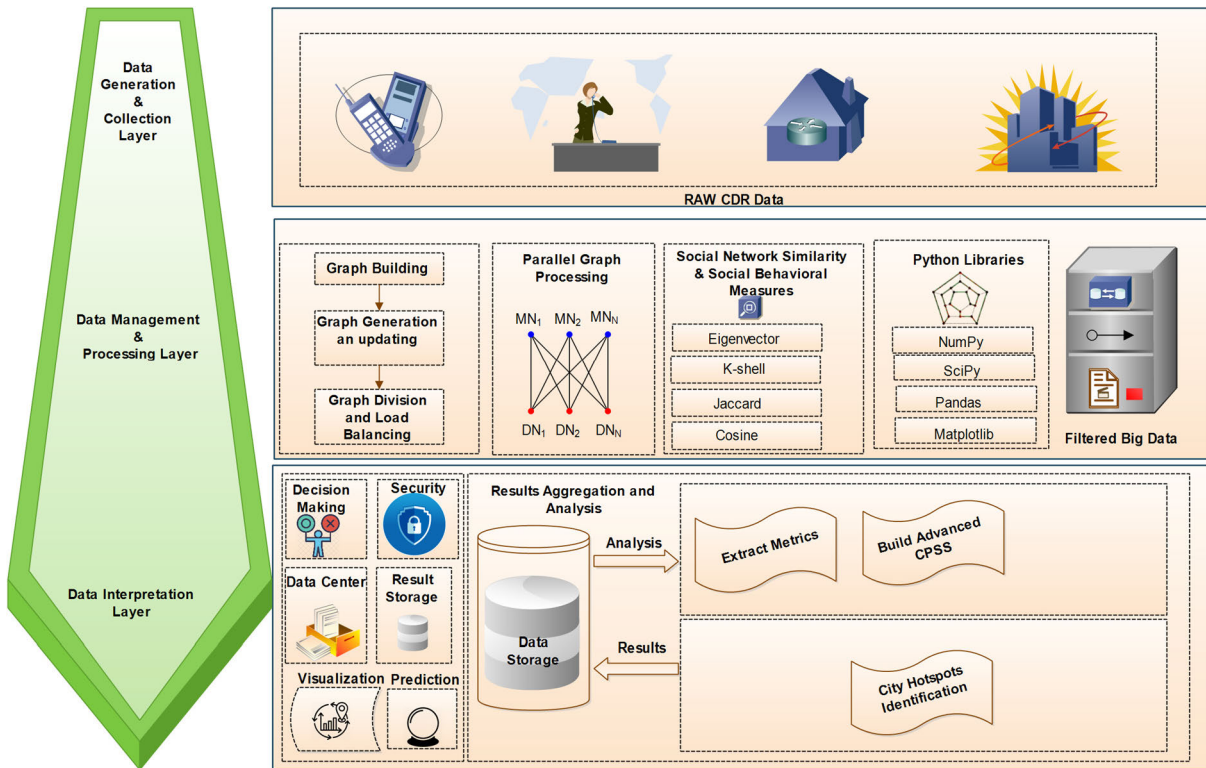 Data
Generation
&
Collection
Layer
RAW CDR Data
Data Management
&
Processing Layer
Graph Building
Graph Generation
an updating
Graph Division
and Load
Balancing
Parallel Graph
Processing
MN1 MN2 MNN
DN1 DN2 DNN
Social Network Similarity
& Social Behavioral
Measures
Eigenvector
K-shell
Jaccard
Cosine
Python Libraries
NumPy
SciPy
Pandas
Matplotlib
Filtered Big Data
Data Interpretation
Layer
Decision
Making
Security
Data Center
Result
Storage
Visualization
Prediction
Results Aggregation and
Analysis
Data
Storage
Analysis
Results
Extract Metrics
Build Advanced
CPSS
City Hotspots
Identification